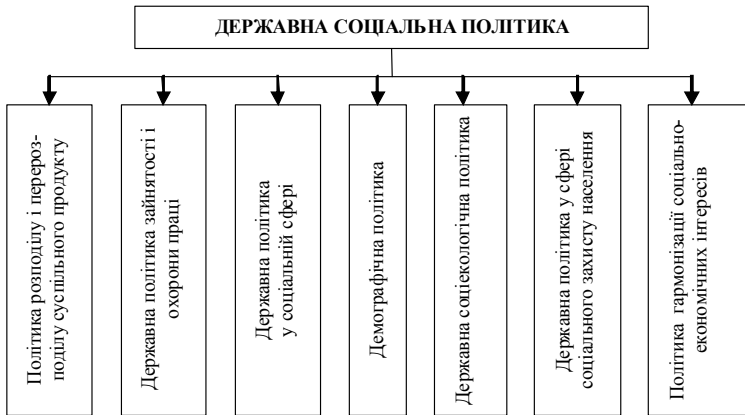 ДЕРЖАВНА СОЦІАЛЬНА ПОЛІТИКА
Політика розподілу і перероз-
поділу суспільного продукту
Державна політика зайнятості і
охорони праці
Державна політика
у соціальній сфері
Демографічна політика
Державна соціекологічна політика
Державна політика у сфері
соціального захисту населення
Політика гармонізації соціально-
економічних інтересів